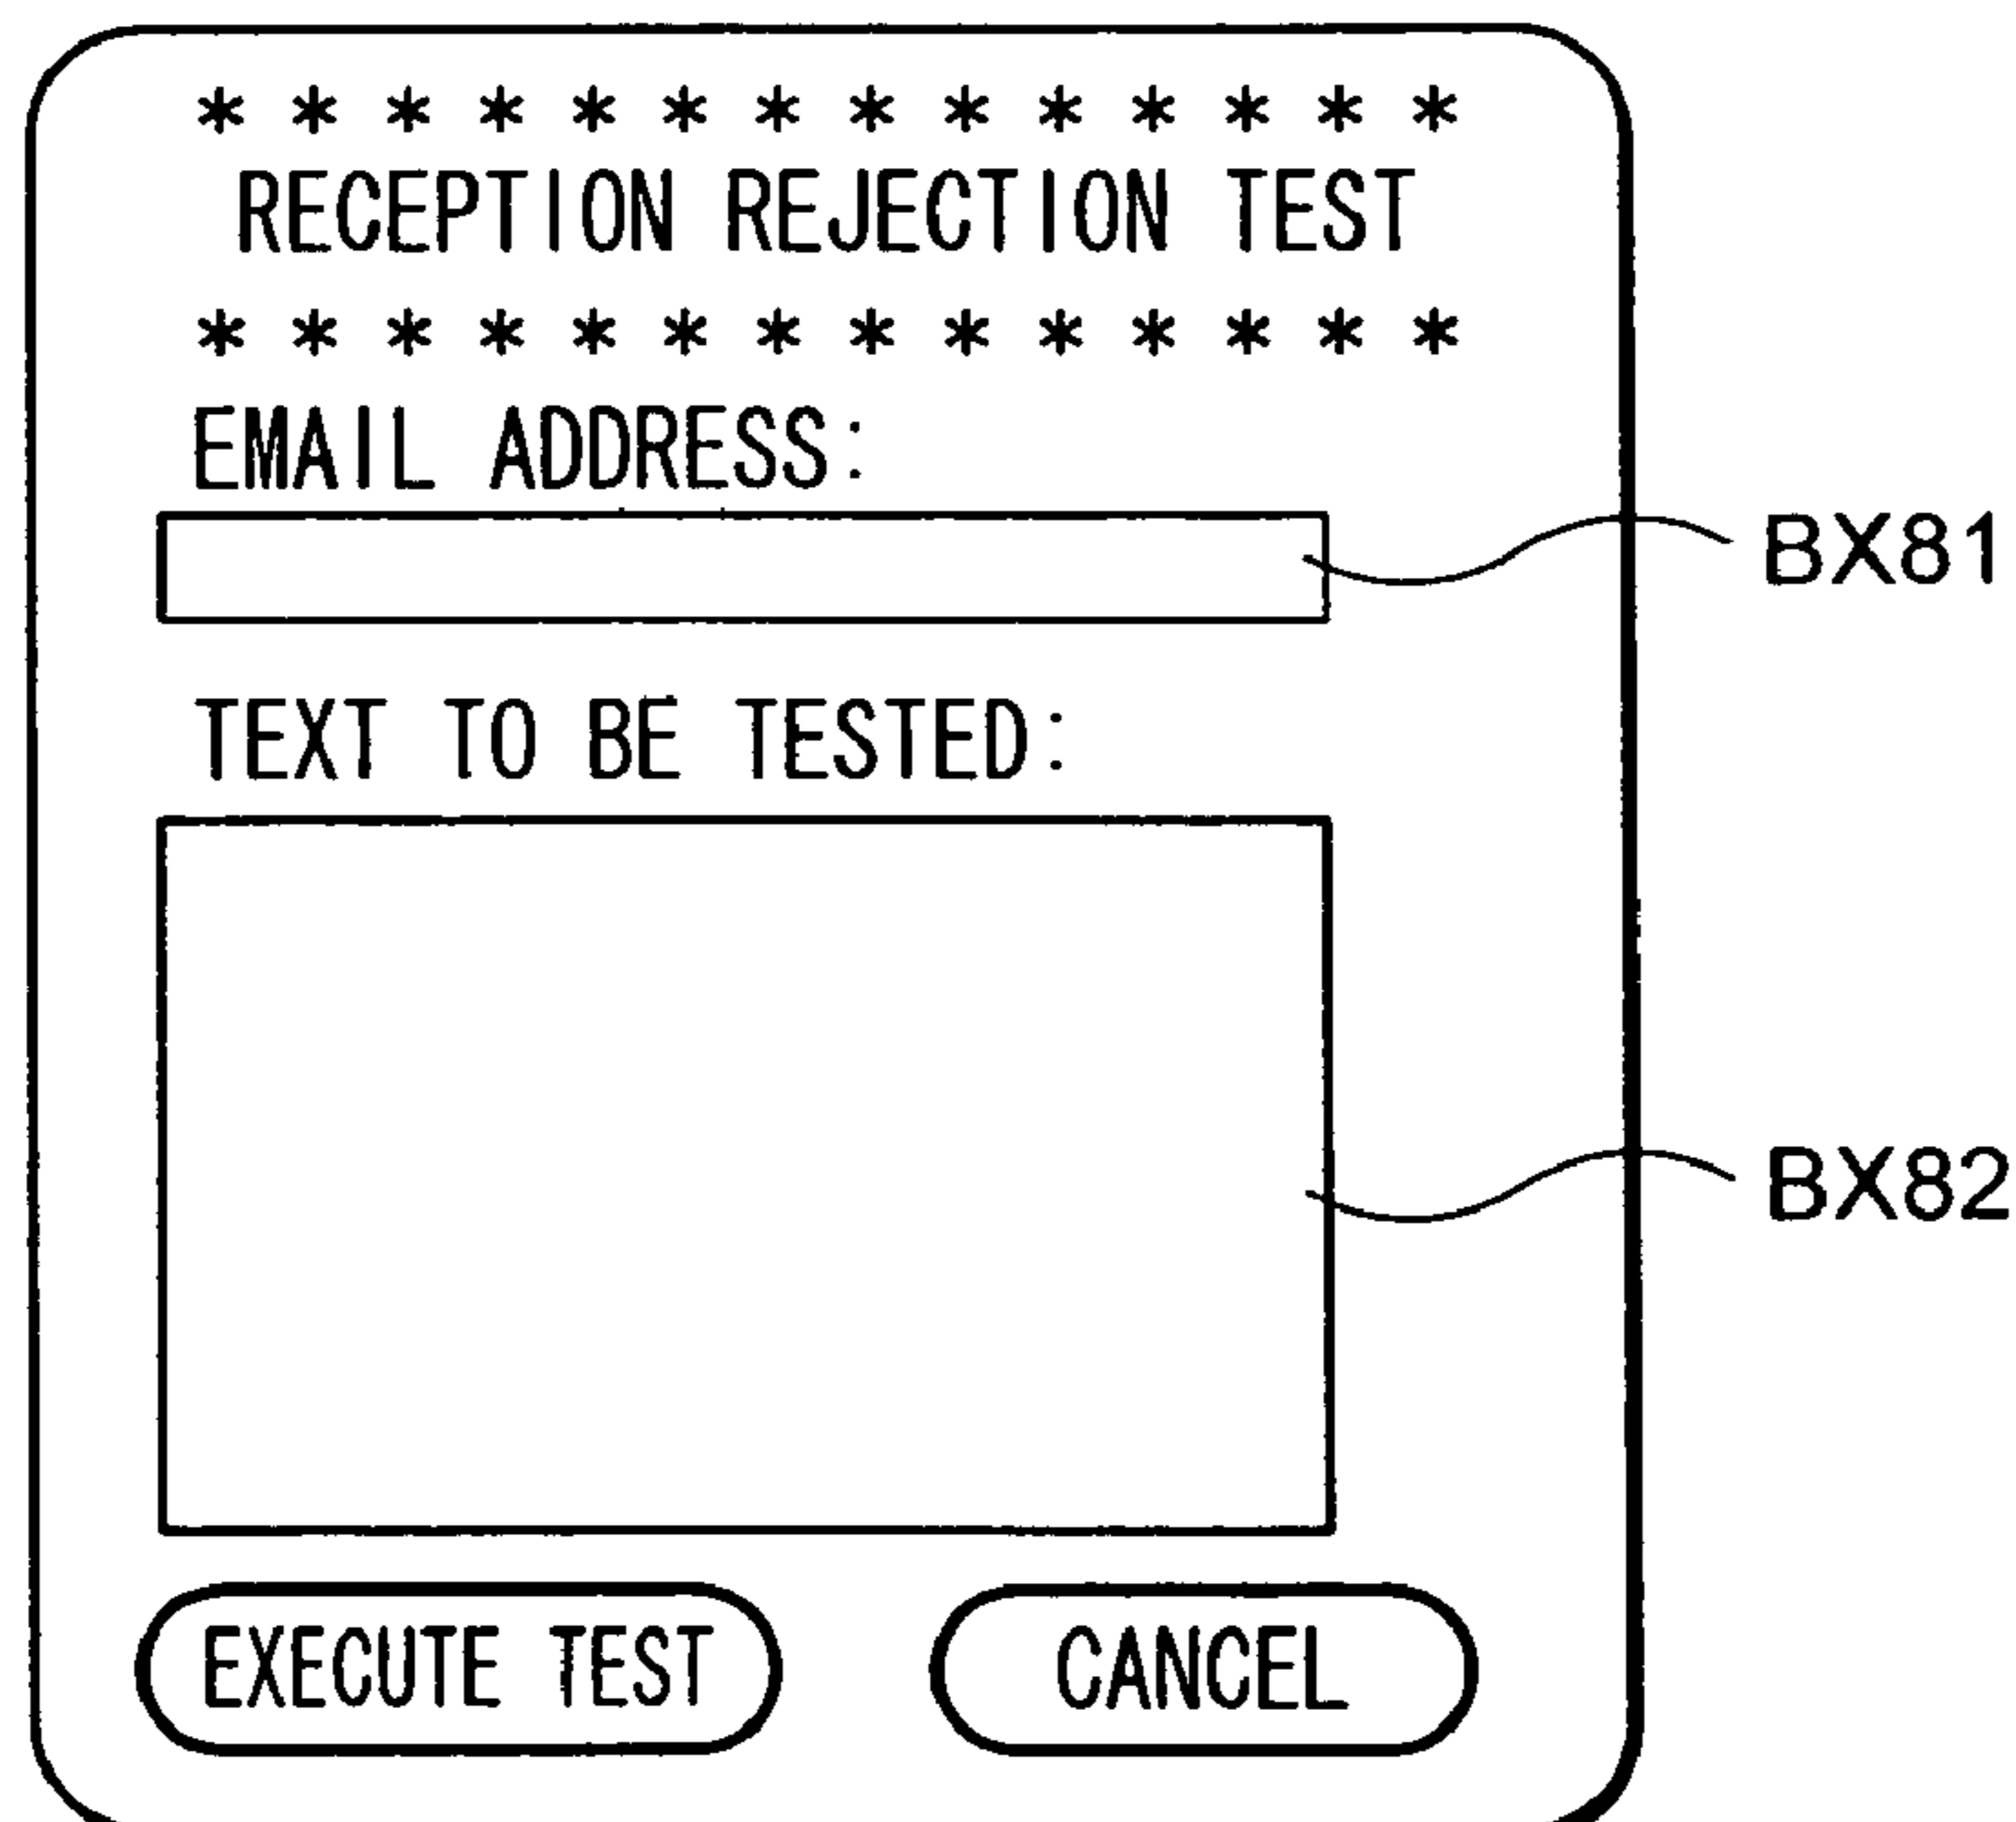 * * * * * * * * * * * * * *
RECEPTION REJECTION TEST
* * * * * * * * * * * * * *
EMAIL ADDRESS:
BX81
TEXT TO BE TESTED:
BX82
EXECUTE TEST CANCEL